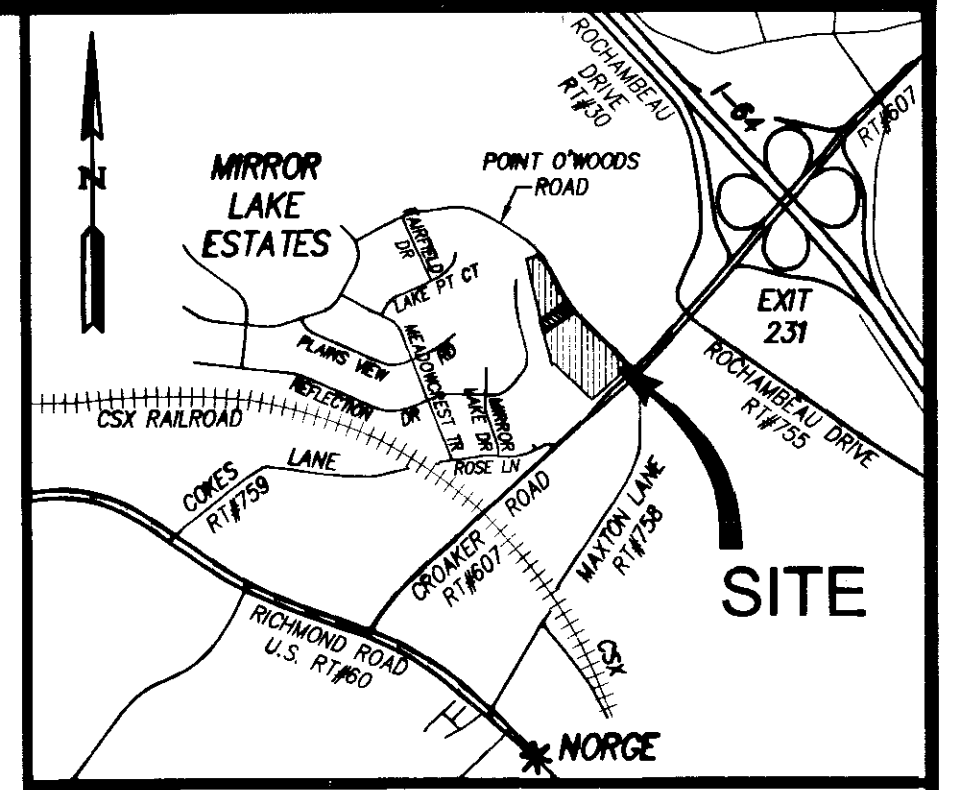 ROCHAMBEAU
DRIVE
RT#30
I-64
RT#607
N
MIRROR
LAKE
ESTATES
POINT O'WOODS
ROAD
FAIRFIELD
DR
LAKE PT CT
EXIT
231
PLAINS VIEW
RD
MEADOWCREST TR
REFLECTION
DR
MIRROR
LAKE DR
ROCHAMBEAU DRIVE
RT#755
CSX RAILROAD
ROSE LN
COKES LANE
RT#759
CROAKER ROAD
RT#607
MAXTON LANE
RT#758
SITE
RICHMOND ROAD
U.S. RT#60
CSX
NORGE